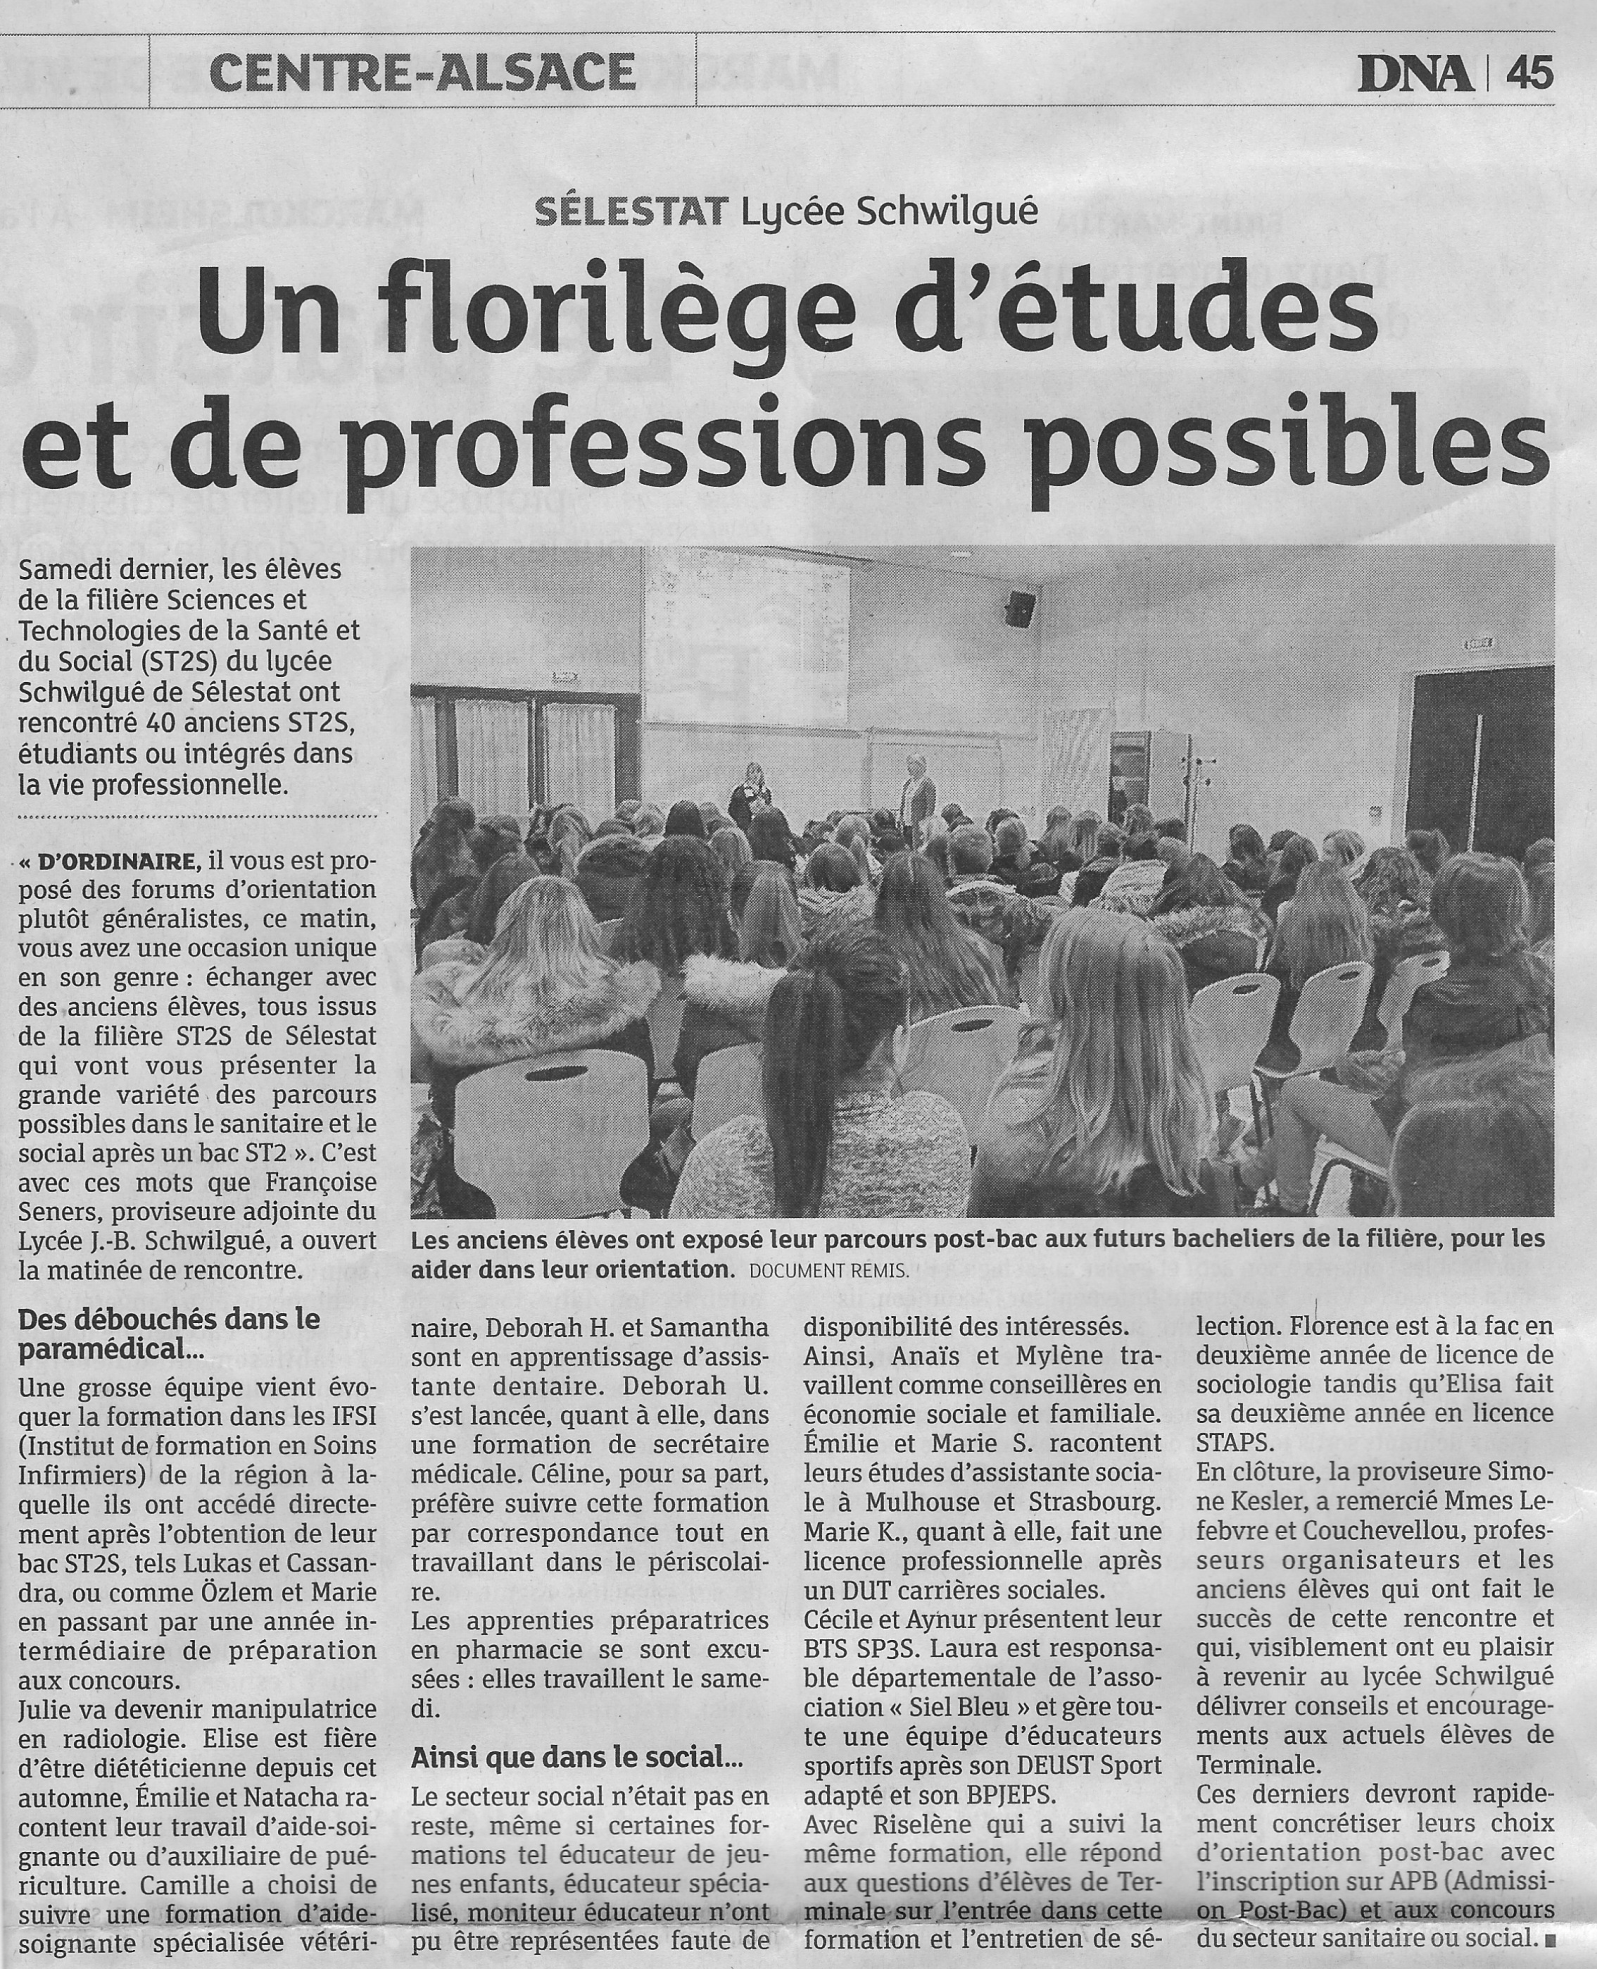 CENTRE-ALSACE
DNA | 45
SÉLESTAT Lycée Schwilgué
Un florilège d'études
et de professions possibles
Samedi dernier, les élèves
de la filière Sciences et
Technologies de la Santé et
du Social (ST2S) du lycée
Schwilgué de Sélestat ont
rencontré 40 anciens ST2S,
étudiants ou intégrés dans
la vie professionnelle.
« D'ORDINAIRE, il vous est pro-
posé des forums d'orientation
plutôt généralistes, ce matin,
vous avez une occasion unique
en son genre : échanger avec
des anciens élèves, tous issus
de la filière ST2S de Sélestat
qui vont vous présenter la
grande variété des parcours
possibles dans le sanitaire et le
social après un bac ST2 ». C'est
avec ces mots que Françoise
Seners, proviseure adjointe du
Lycée J.-B. Schwilgué, a ouvert
la matinée de rencontre.
Les anciens élèves ont exposé leur parcours post-bac aux futurs bacheliers de la filière, pour les
aider dans leur orientation. DOCUMENT REMIS.
Des débouchés dans le
paramédical...
Une grosse équipe vient évo-
quer la formation dans les IFSI
(Institut de formation en Soins
Infirmiers) de la région à la-
quelle ils ont accédé directe-
ment après l'obtention de leur
bac ST2S, tels Lukas et Cassan-
dra, ou comme Özlem et Marie
en passant par une année in-
termédiaire de préparation
aux concours.
Julie va devenir manipulatrice
en radiologie. Elise est fière
d'être diététicienne depuis cet
automne, Émilie et Natacha ra-
content leur travail d'aide-soi-
gnante ou d'auxiliaire de pué-
riculture. Camille a choisi de
suivre une formation d'aide-
soignante spécialisée vétéri-
naire, Deborah H. et Samantha
sont en apprentissage d'assis-
tante dentaire. Deborah U.
s'est lancée, quant à elle, dans
une formation de secrétaire
médicale. Céline, pour sa part,
préfère suivre cette formation
par correspondance tout en
travaillant dans le périscolai-
re.
Les apprenties préparatrices
en pharmacie se sont excu-
sées : elles travaillent le same-
di.
Ainsi que dans le social...
Le secteur social n'était pas en
reste, même si certaines for-
mations tel éducateur de jeu-
nes enfants, éducateur spécia-
lisé, moniteur éducateur n'ont
pu être représentées faute de
disponibilité des intéressés.
Ainsi, Anaïs et Mylène tra-
vaillent comme conseillères en
économie sociale et familiale.
Émilie et Marie S. racontent
leurs études d'assistante socia-
le à Mulhouse et Strasbourg.
Marie K., quant à elle, fait une
licence professionnelle après
un DUT carrières sociales.
Cécile et Aynur présentent leur
BTS SP3S. Laura est responsa-
ble départementale de l'asso-
ciation « Siel Bleu » et gère tou-
te une équipe d'éducateurs
sportifs après son DEUST Sport
adapté et son BPJEPS.
Avec Riselène qui a suivi la
même formation, elle répond
aux questions d'élèves de Ter-
minale sur l'entrée dans cette
formation et l'entretien de sé-
lection. Florence est à la fac en
deuxième année de licence de
sociologie tandis qu'Elisa fait
sa deuxième année en licence
STAPS.
En clôture, la proviseure Simo-
ne Kesler, a remercié Mmes Le-
febvre et Couchevellou, profes-
seurs organisateurs et les
anciens élèves qui ont fait le
succès de cette rencontre et
qui, visiblement ont eu plaisir
à revenir au lycée Schwilgué
délivrer conseils et encourage-
ments aux actuels élèves de
Terminale.
Ces derniers devront rapide-
ment concrétiser leurs choix
d'orientation post-bac avec
l'inscription sur APB (Admissi-
on Post-Bac) et aux concours
du secteur sanitaire ou social. ■